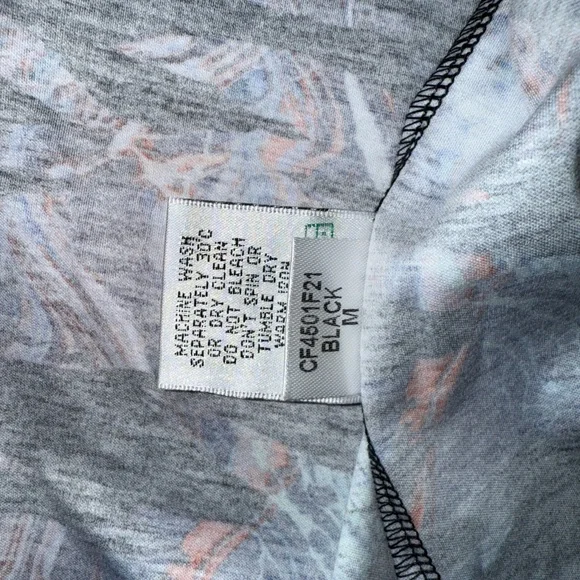 MACHINE WASH
SEPARATELY 30°C
OR DRY CLEAN
DO NOT BLEACH
DON'T SPIN OR
TUMBLE DRY
WARM IRON
CF4501F21
BLACK
M